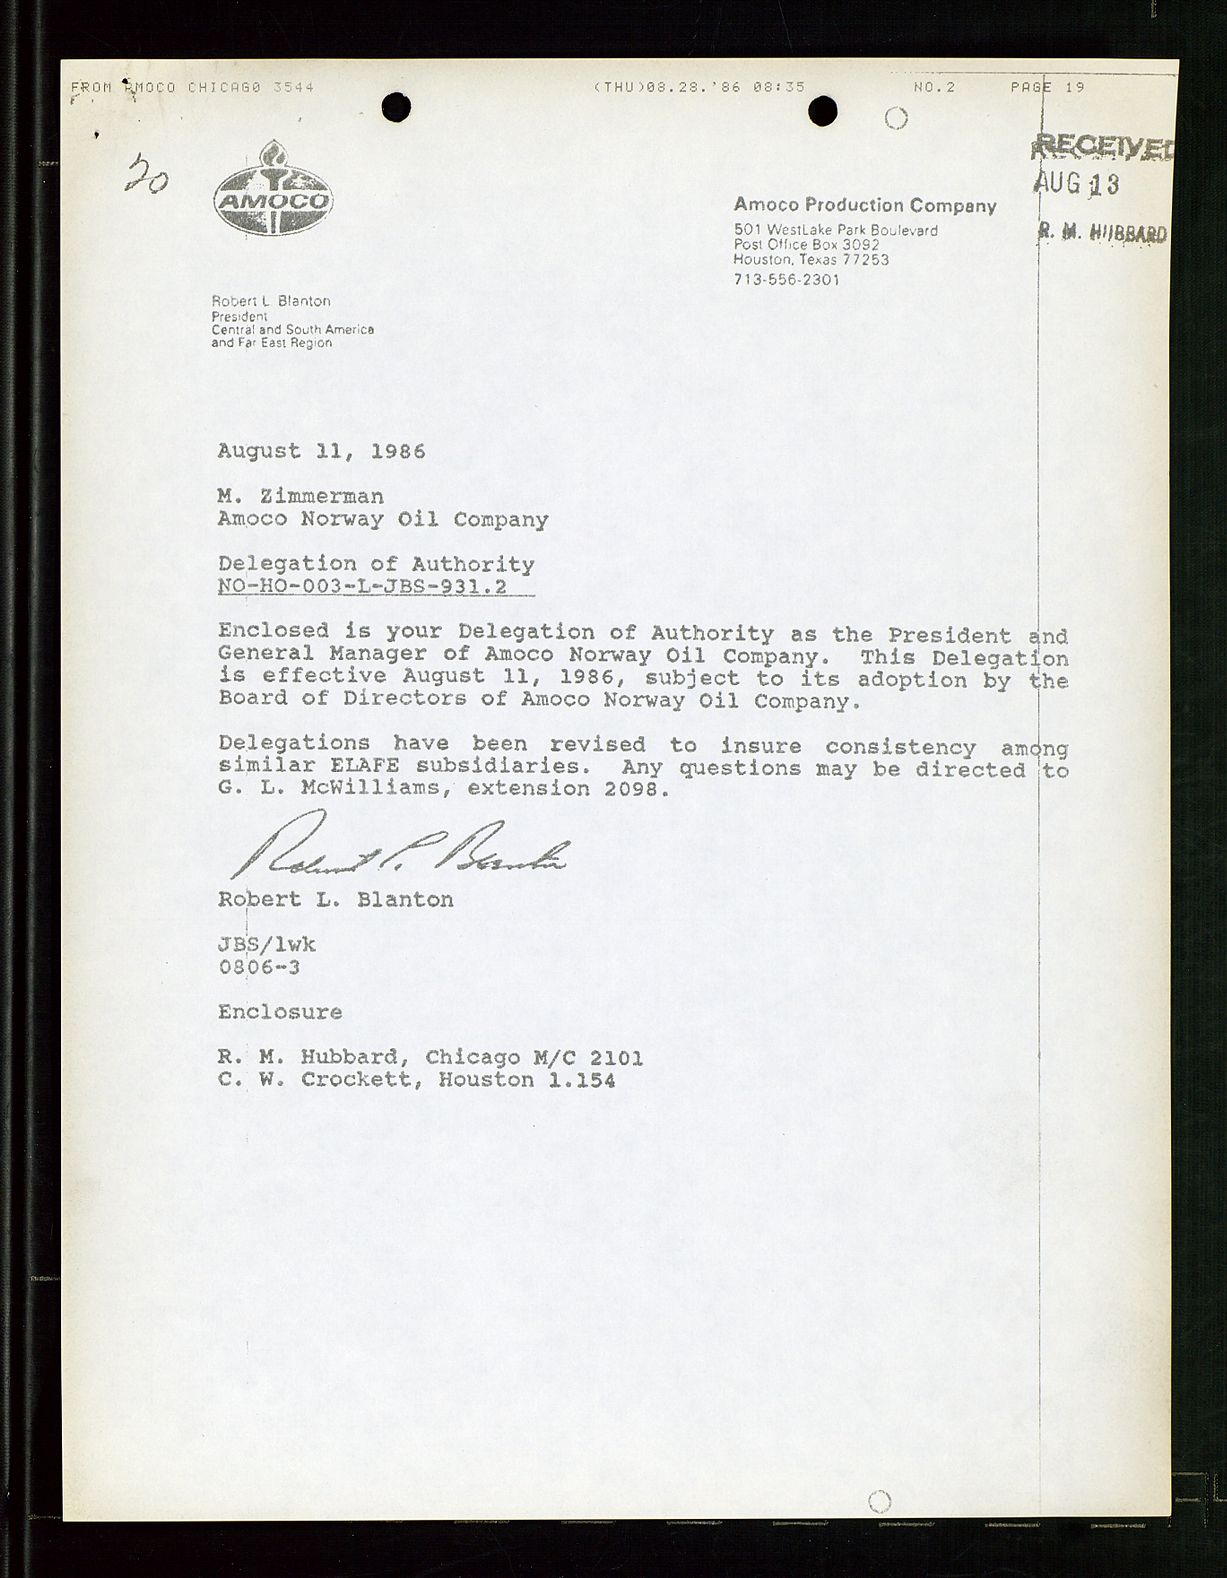 FROM AMOCO CHICAGO 3544 (THU)08.28.'86 08:35 NO.2 PAGE 19
RECEIVED
AUG 13
R. M. HUBBARD
20
AMOCO
Amoco Production Company
501 WestLake Park Boulevard
Post Office Box 3092
Houston, Texas 77253
713-556-2301
Robert L. Blanton
President
Central and South America
and Far East Region
August 11, 1986
M. Zimmerman
Amoco Norway Oil Company
Delegation of Authority
NO-HO-003-L-JBS-931.2
Enclosed is your Delegation of Authority as the President and
General Manager of Amoco Norway Oil Company. This Delegation
is effective August 11, 1986, subject to its adoption by the
Board of Directors of Amoco Norway Oil Company.
Delegations have been revised to insure consistency among
similar ELAFE subsidiaries. Any questions may be directed to
G. L. McWilliams, extension 2098.
Robert L. Blanton
Robert L. Blanton
JBS/lwk
0806-3
Enclosure
R. M. Hubbard, Chicago M/C 2101
C. W. Crockett, Houston 1.154